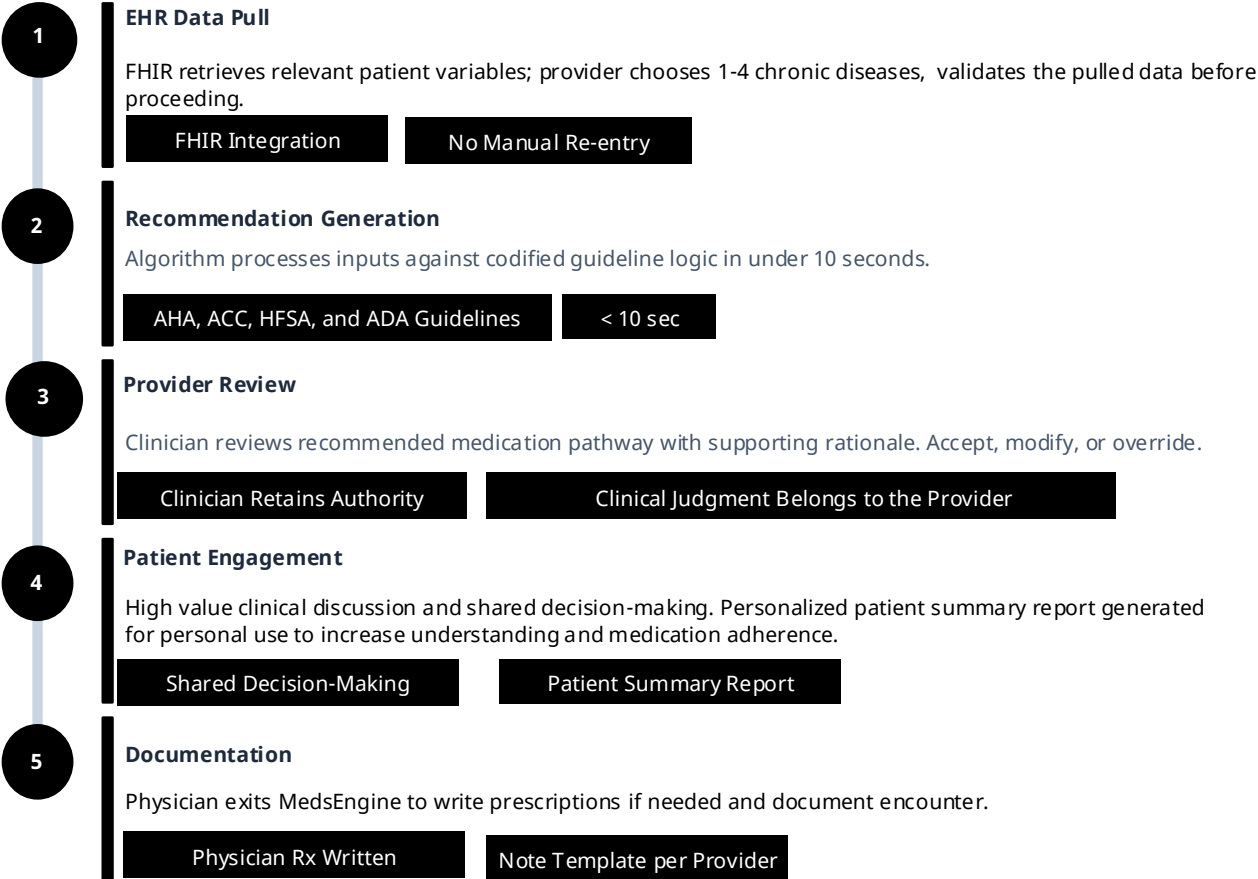 1
EHR Data Pull
FHIR retrieves relevant patient variables; provider chooses 1-4 chronic diseases, validates the pulled data before
proceeding.
FHIR Integration
No Manual Re-entry
2
Recommendation Generation
Algorithm processes inputs against codified guideline logic in under 10 seconds.
AHA, ACC, HFSA, and ADA Guidelines
< 10 sec
3
Provider Review
Clinician reviews recommended medication pathway with supporting rationale. Accept, modify, or override.
Clinician Retains Authority
Clinical Judgment Belongs to the Provider
4
Patient Engagement
High value clinical discussion and shared decision-making. Personalized patient summary report generated
for personal use to increase understanding and medication adherence.
Shared Decision-Making
Patient Summary Report
5
Documentation
Physician exits MedsEngine to write prescriptions if needed and document encounter.
Physician Rx Written
Note Template per Provider